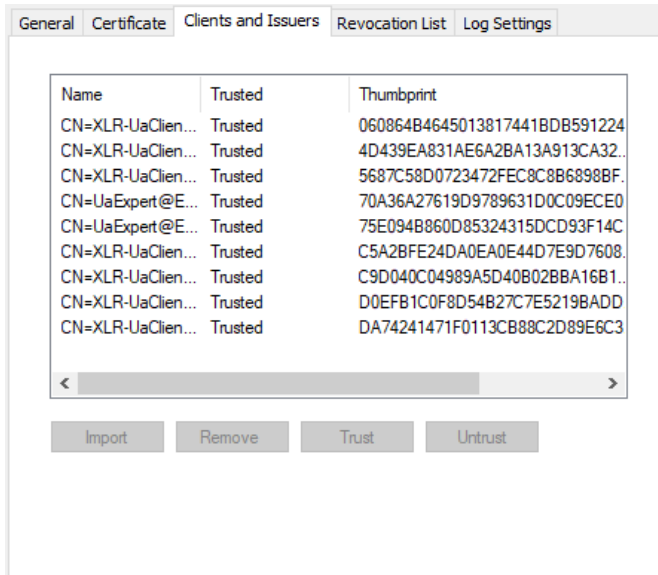 General Certificate Clients and Issuers Revocation List Log Settings
Name Trusted Thumbprint
CN=XLR-UaClien... Trusted 060864B4645013817441BDB591224
CN=XLR-UaClien... Trusted 4D439EA831AE6A2BA13A913CA32..
CN=XLR-UaClien... Trusted 5687C58D0723472FEC8C8B6898BF.
CN=UaExpert@E... Trusted 70A36A27619D9789631D0C09ECE0
CN=UaExpert@E... Trusted 75E094B860D85324315DCD93F14C
CN=XLR-UaClien... Trusted C5A2BFE24DA0EA0E44D7E9D7608.
CN=XLR-UaClien... Trusted C9D040C04989A5D40B02BBA16B1..
CN=XLR-UaClien... Trusted D0EFB1C0F8D54B27C7E5219BADD
CN=XLR-UaClien... Trusted DA74241471F0113CB88C2D89E6C3
Import Remove Trust Untrust